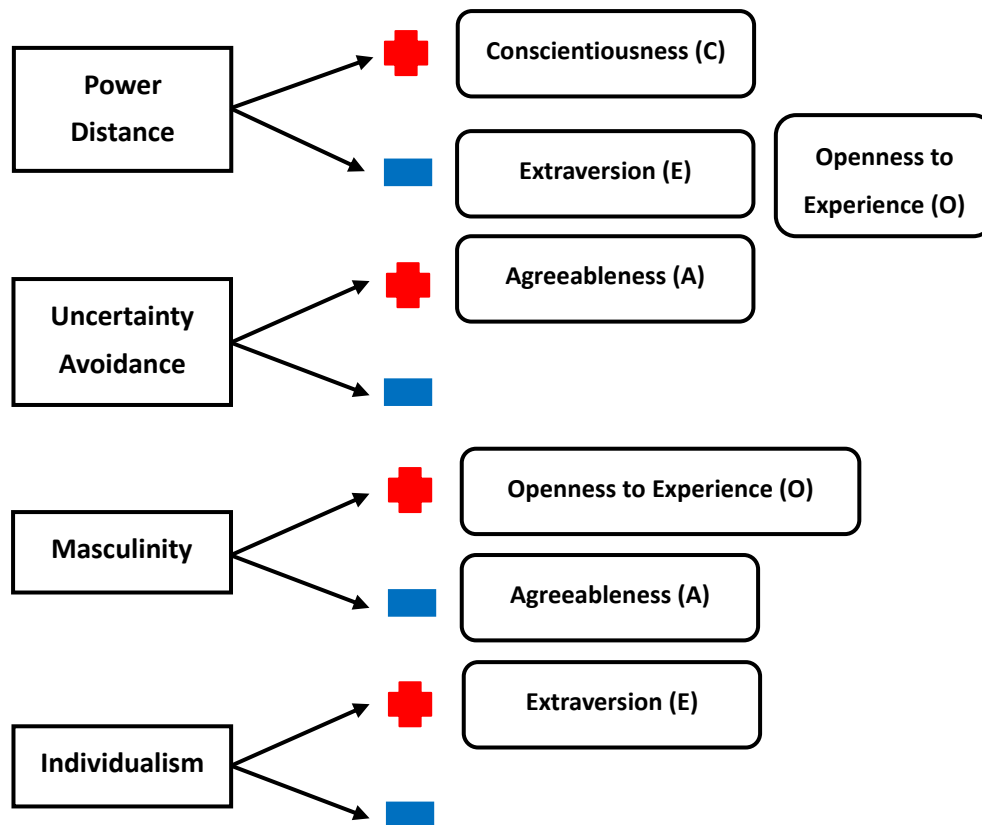 Power
Distance
Conscientiousness (C)
Extraversion (E)
Openness to
Experience (O)
Uncertainty
Avoidance
Agreeableness (A)
Masculinity
Openness to Experience (O)
Agreeableness (A)
Individualism
Extraversion (E)